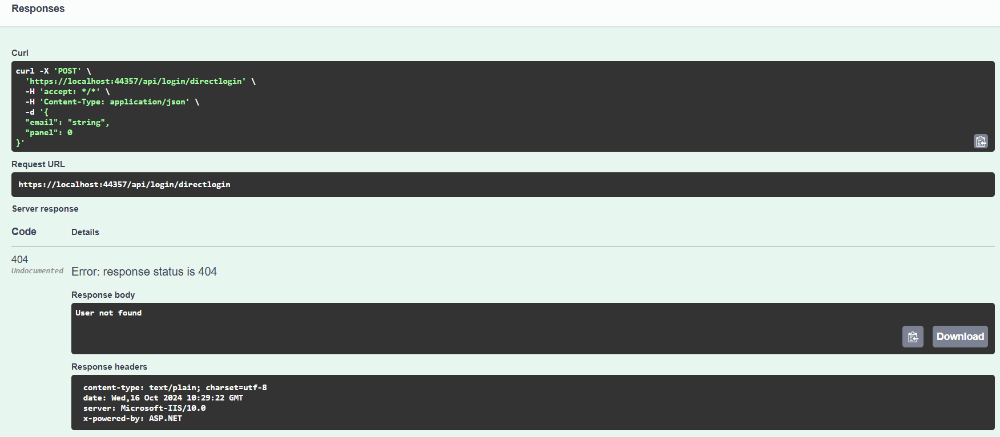 Responses
Curl
curl -X 'POST' \
'https://localhost:44357/api/login/directlogin' \
-H 'accept: */*' \
-H 'Content-Type: application/json' \
-d '{
"email": "string",
"panel": 0
}'
Request URL
https://localhost:44357/api/login/directlogin
Server response
Code Details
404
Undocumented
Error: response status is 404
Response body
User not found
Download
Response headers
content-type: text/plain; charset=utf-8
date: Wed,16 Oct 2024 10:29:22 GMT
server: Microsoft-IIS/10.0
x-powered-by: ASP.NET